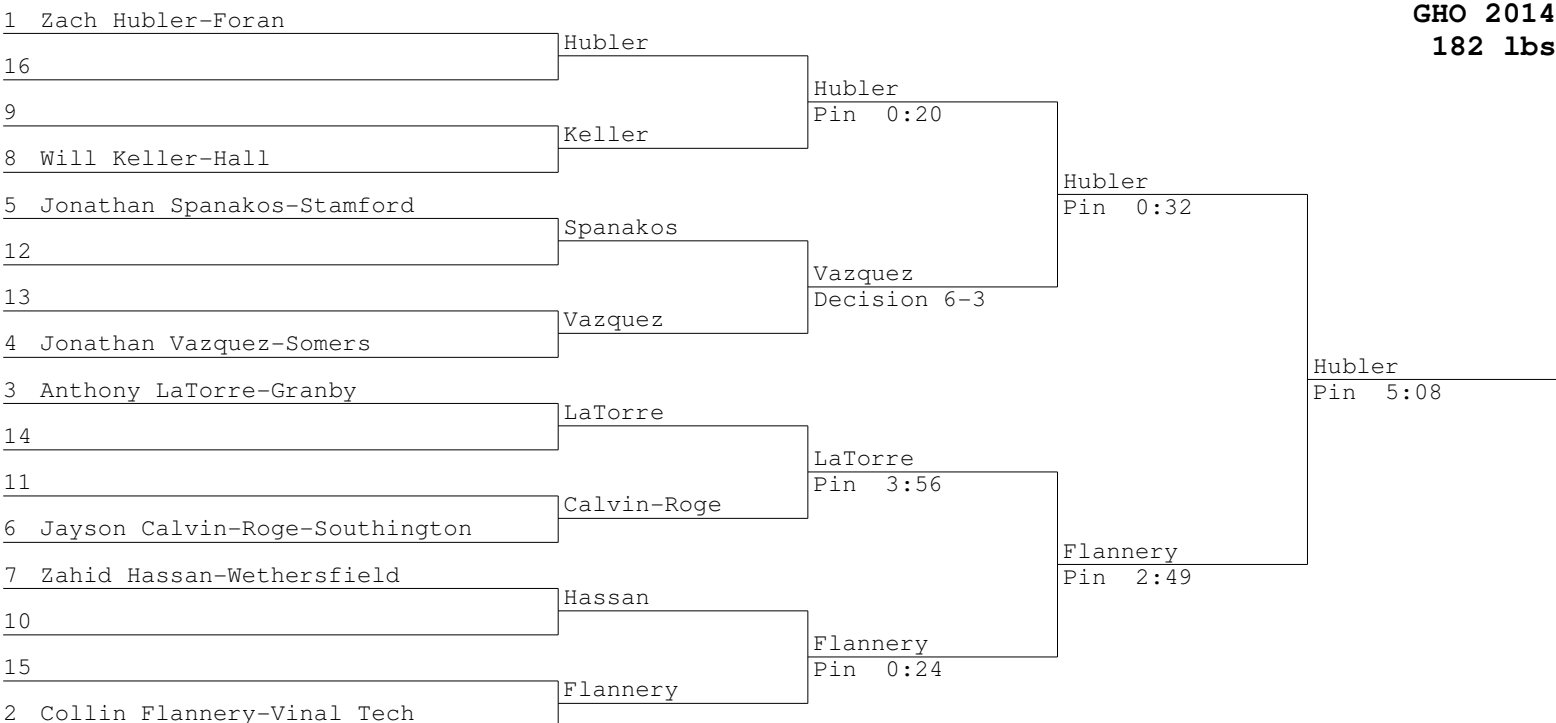 GHO 2014
182 lbs
1 Zach Hubler-Foran
Hubler
16
Hubler
9
Pin 0:20
Keller
8 Will Keller-Hall
Hubler
5 Jonathan Spanakos-Stamford
Pin 0:32
Spanakos
12
Vazquez
13
Decision 6-3
Vazquez
4 Jonathan Vazquez-Somers
Hubler
3 Anthony LaTorre-Granby
Pin 5:08
LaTorre
14
LaTorre
11
Pin 3:56
Calvin-Roge
6 Jayson Calvin-Roge-Southington
Flannery
7 Zahid Hassan-Wethersfield
Pin 2:49
Hassan
10
Flannery
15
Pin 0:24
Flannery
2 Collin Flannery-Vinal Tech